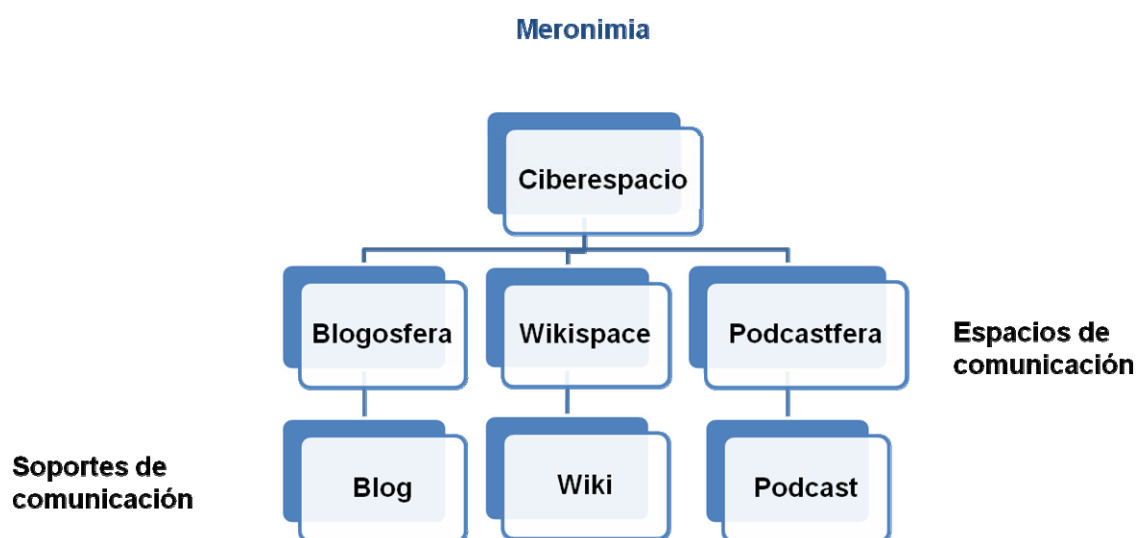 Meronimia
Ciberespacio
Blogosfera
Wikispace
Podcastfera
Espacios de
comunicación
Soportes de
comunicación
Blog
Wiki
Podcast